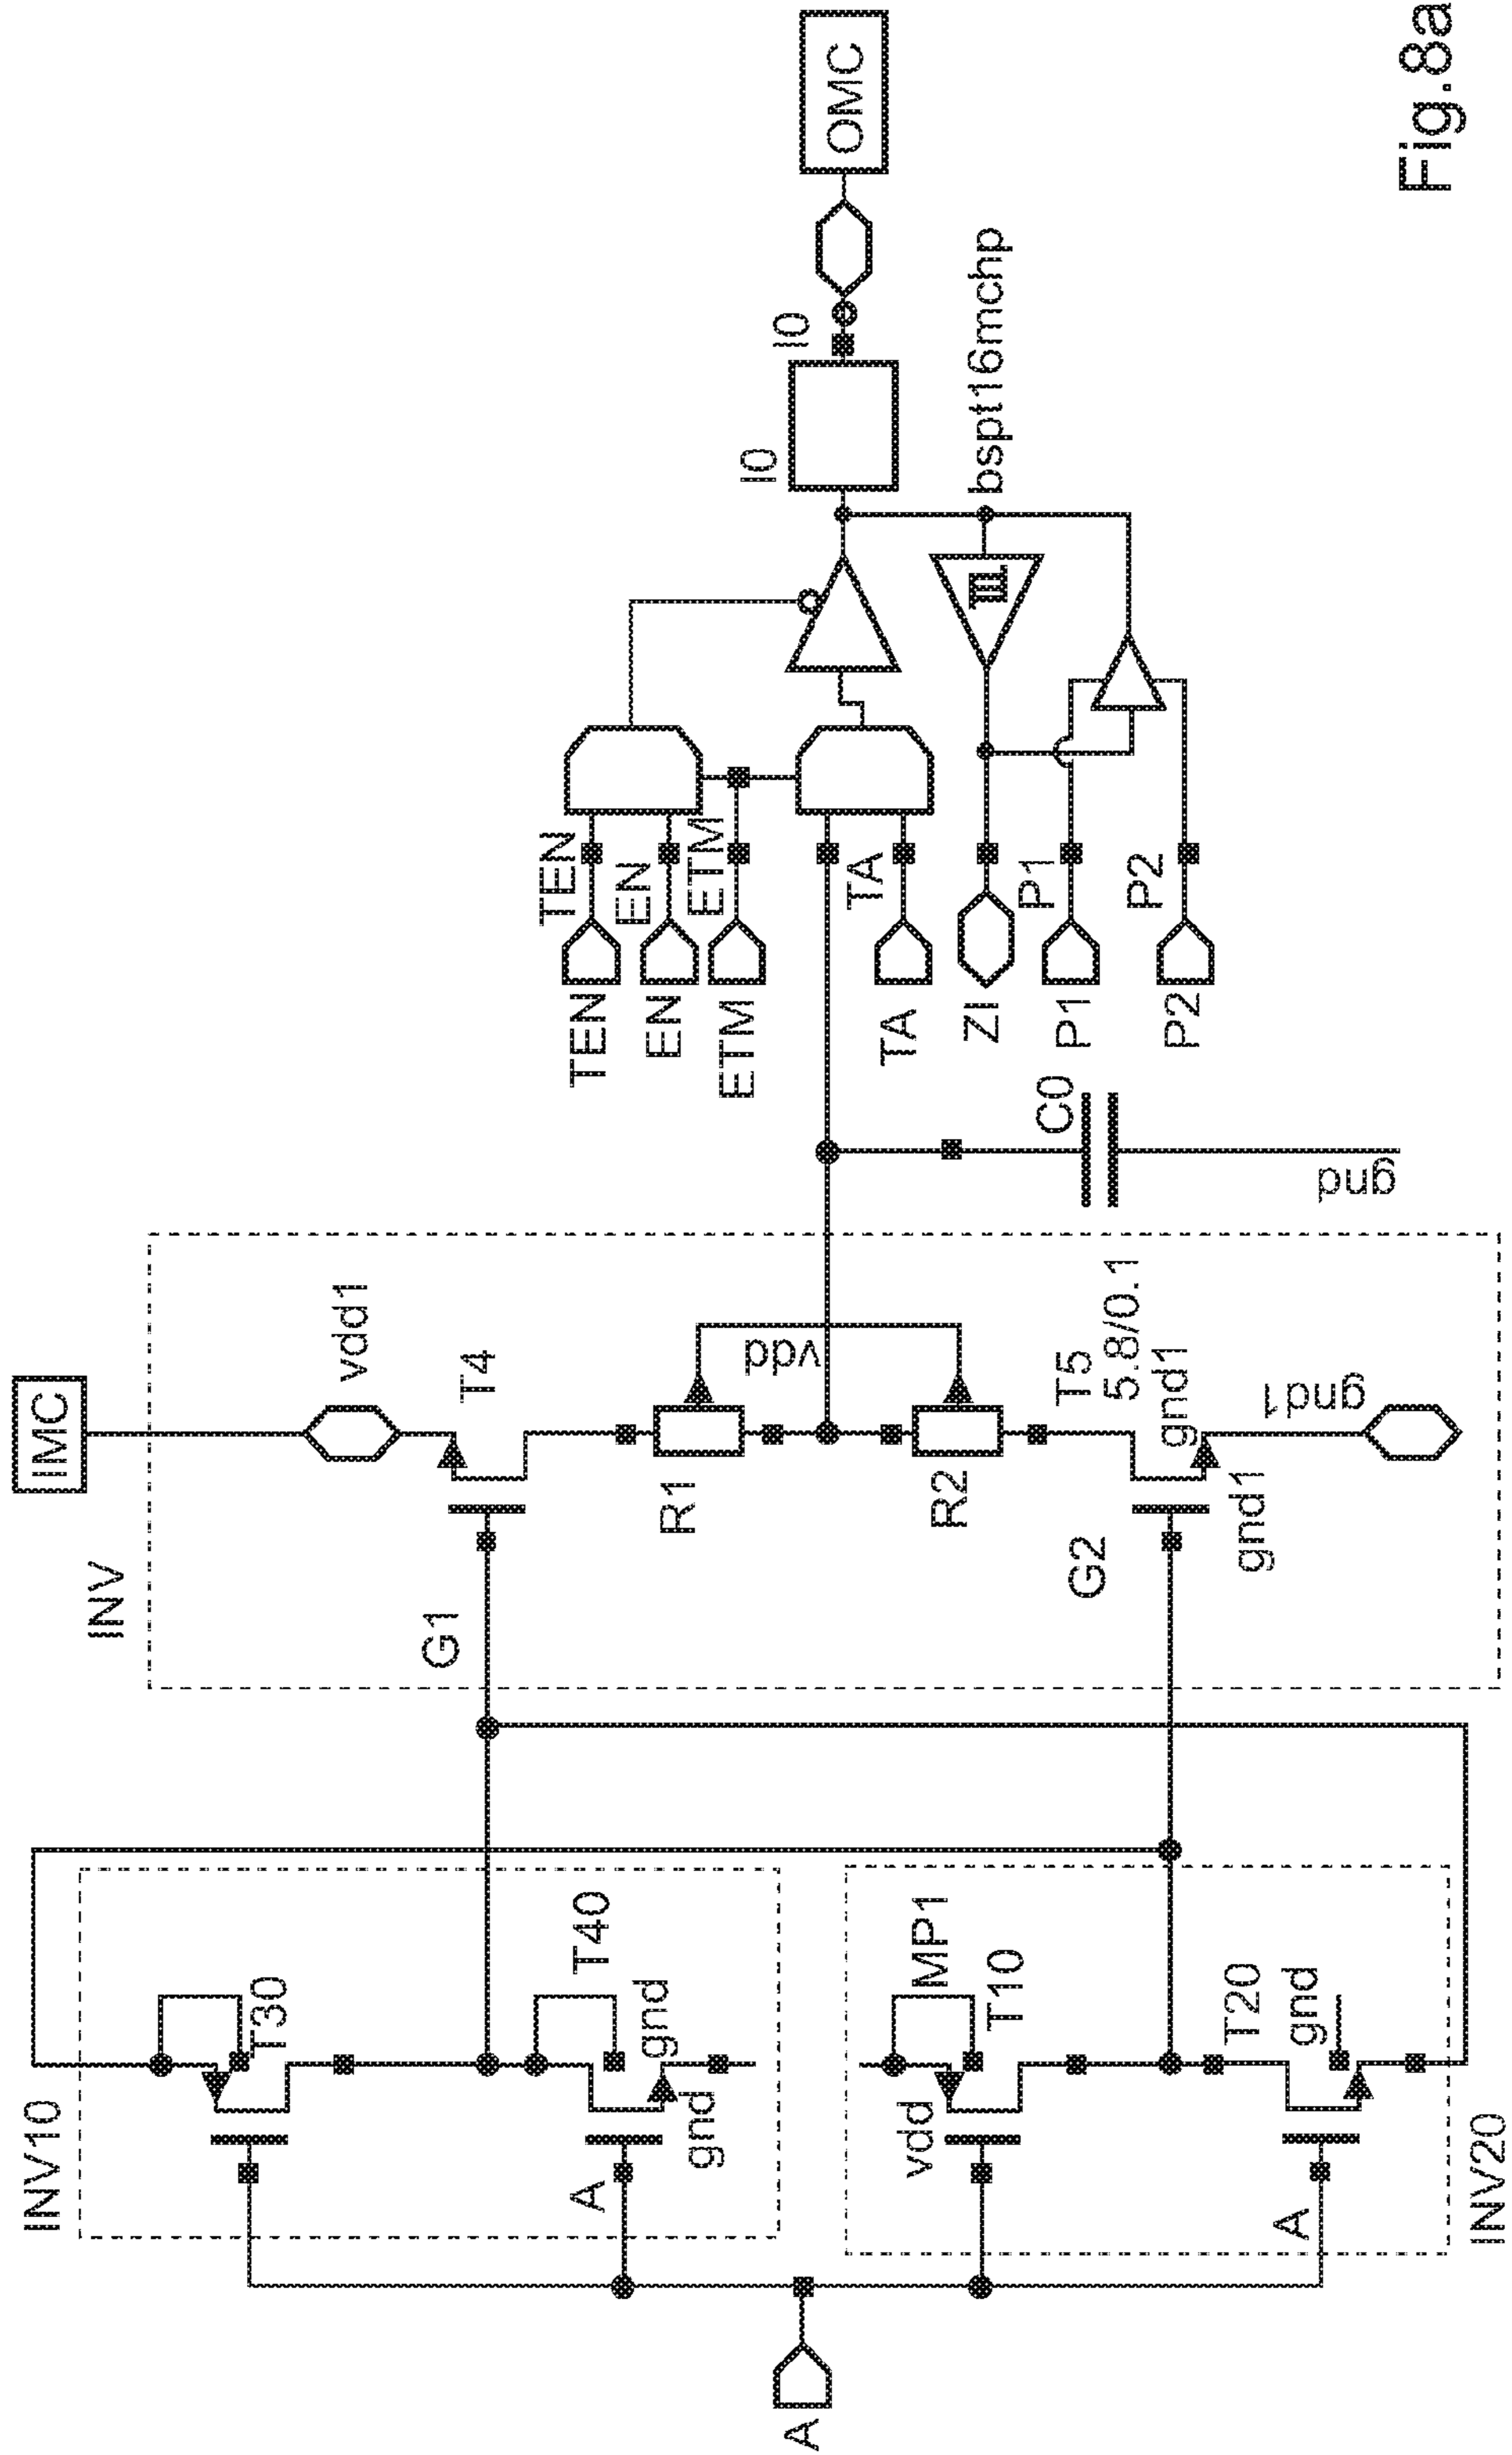 IMC
INV
vdd1
T4
G1
R1
vdd
R2
T5
5.8/0.1
gnd1
G2
gnd1
gnd1
INV10
T30
T40
gnd
A
gnd
MP1
T10
vdd
T20
gnd
A
INV20
A
C0
gnd
TEN
TEN
EN
EN
ETM
ETM
TA
TA
ZI
P1
P1
P2
P2
I0
I0
bspt16mchp
OMC
Fig.8a